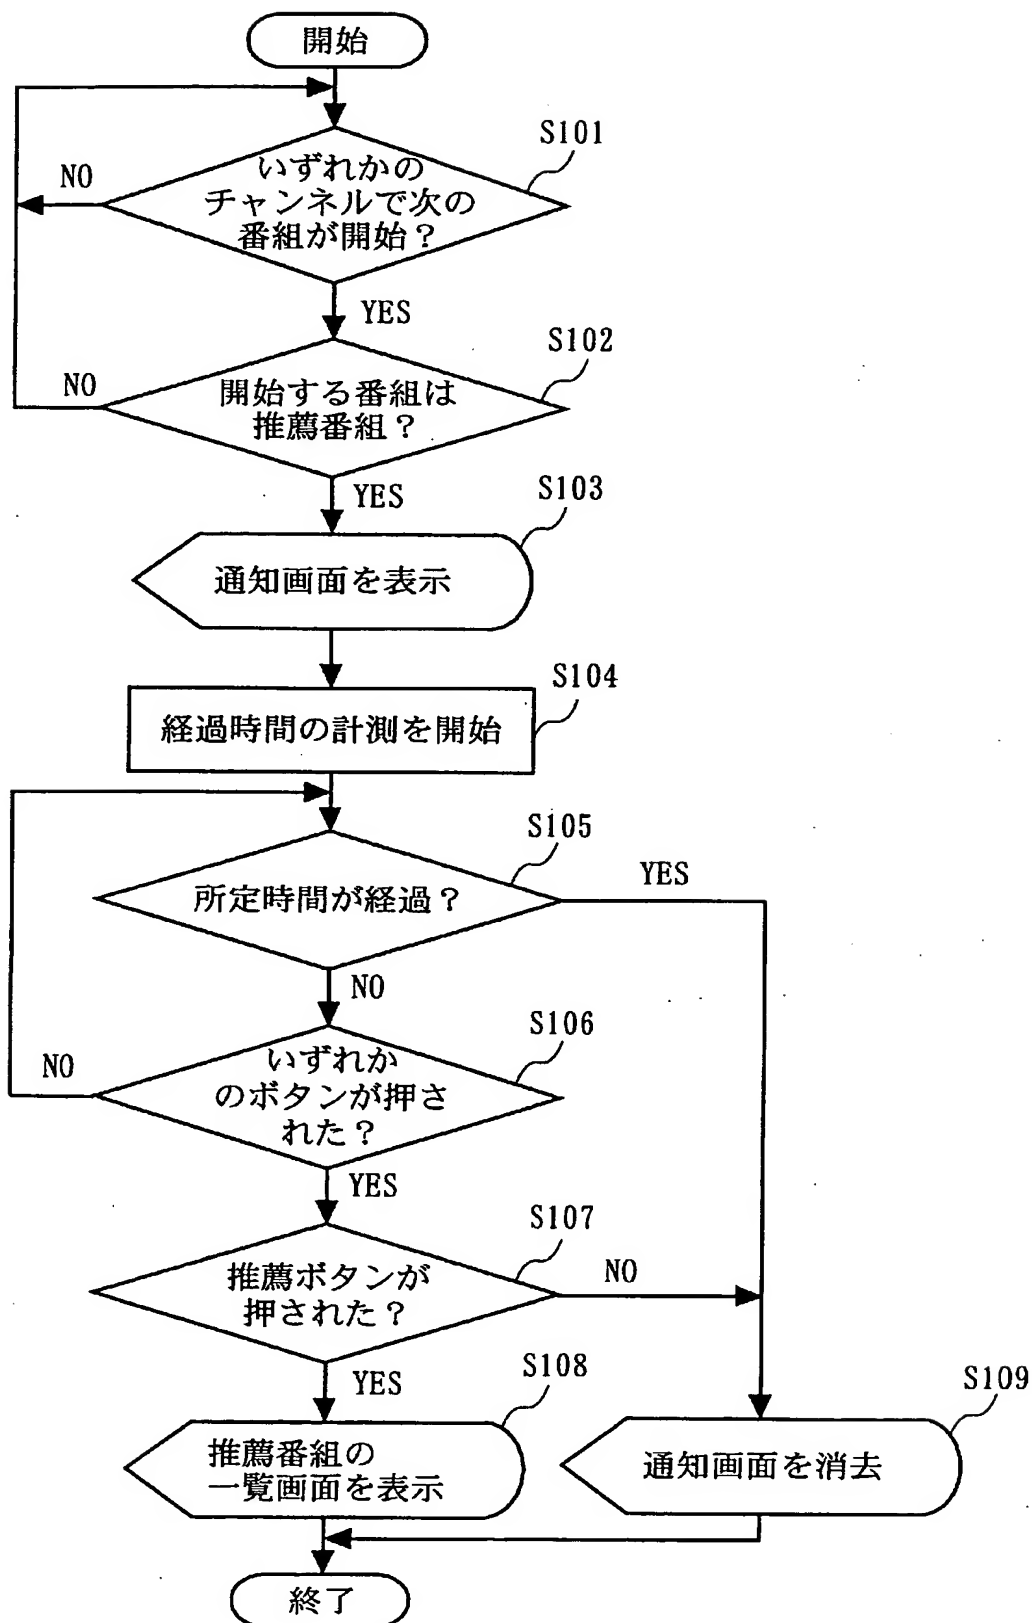 開始
S101
NO
いずれかの
チャンネルで次の
番組が開始？
YES
S102
NO
開始する番組は
推薦番組？
YES
S103
通知画面を表示
S104
経過時間の計測を開始
S105
YES
所定時間が経過？
NO
S106
NO
いずれか
のボタンが押さ
れた？
YES
S107
NO
推薦ボタンが
押された？
YES
S108
S109
推薦番組の
一覧画面を表示
通知画面を消去
終了